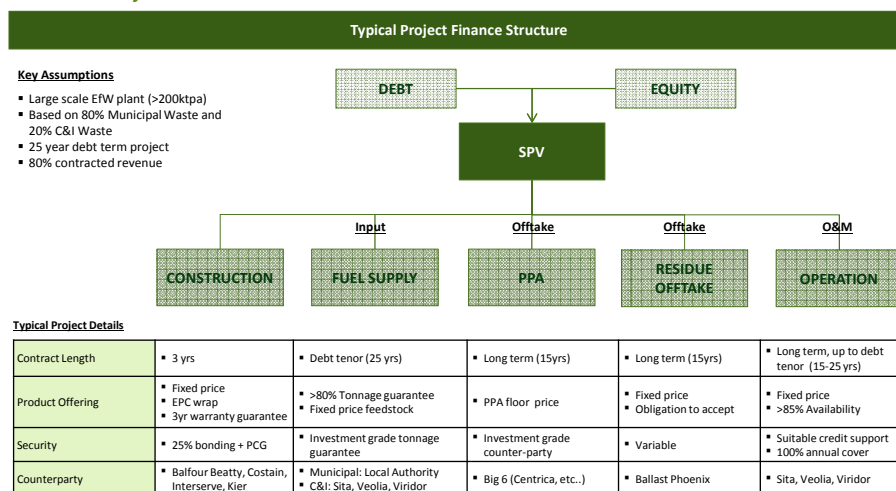 Typical Project Finance Structure
Key Assumptions
▪ Large scale EfW plant (>200ktpa)
▪ Based on 80% Municipal Waste and
20% C&I Waste
▪ 25 year debt term project
▪ 80% contracted revenue
DEBT
EQUITY
SPV
Input
Offtake
Offtake
O&M
CONSTRUCTION
FUEL SUPPLY
PPA
RESIDUE
OFFTAKE
OPERATION
Typical Project Details
Contract Length
▪ 3 yrs
▪ Debt tenor (25 yrs)
▪ Long term (15yrs)
▪ Long term (15yrs)
▪ Long term, up to debt
tenor (15-25 yrs)
Product Offering
▪ Fixed price
▪ EPC wrap
▪ 3yr warranty guarantee
▪ >80% Tonnage guarantee
▪ Fixed price feedstock
▪ PPA floor price
▪ Fixed price
▪ Obligation to accept
▪ Fixed price
▪ >85% Availability
Security
▪ 25% bonding + PCG
▪ Investment grade tonnage
guarantee
▪ Investment grade
counter-party
▪ Variable
▪ Suitable credit support
▪ 100% annual cover
Counterparty
▪ Balfour Beatty, Costain,
Interserve, Kier
▪ Municipal: Local Authority
▪ C&I: Sita, Veolia, Viridor
▪ Big 6 (Centrica, etc..)
▪ Ballast Phoenix
▪ Sita, Veolia, Viridor